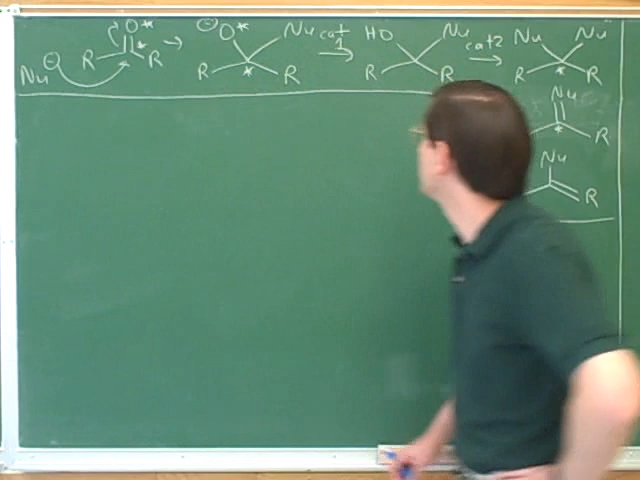 O* ⊖O* Nu cat 1 HO Nu cat 2 Nu Nu
Nu⊖ R * R → R * R → R R → R * R
Nu
* R
Nu
R